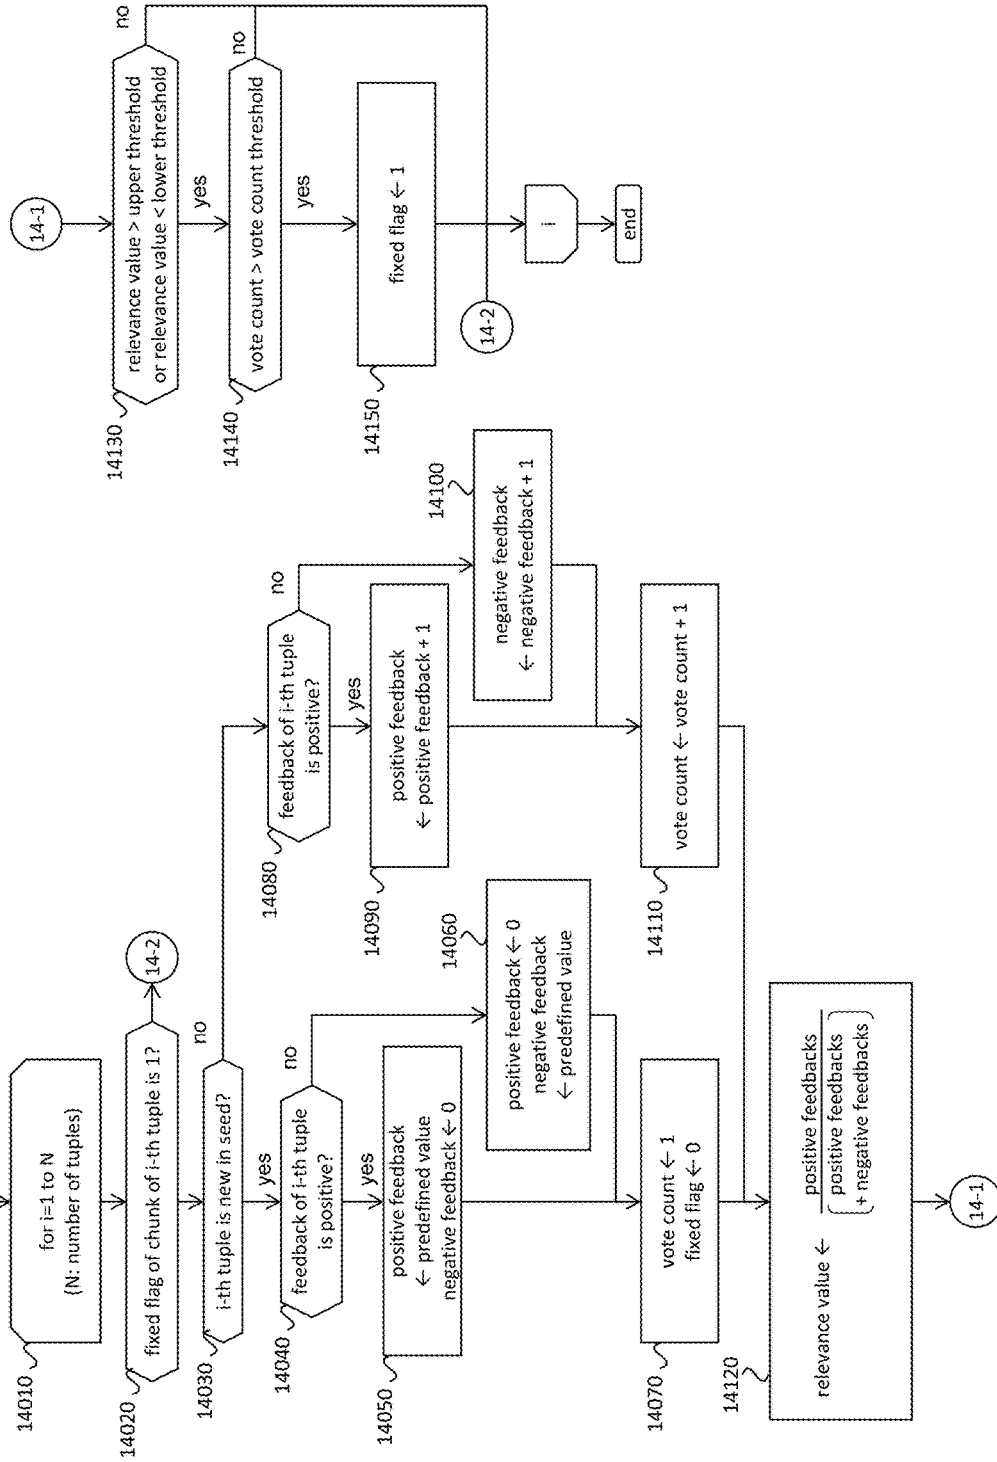 14010
for i=1 to N
(N: number of tuples)
14020
fixed flag of chunk of i-th tuple is 1?
14-2
14030
i-th tuple is new in seed?
no
yes
14040
feedback of i-th tuple
is positive?
no
yes
14050
positive feedback
← predefined value
negative feedback ← 0
14060
positive feedback ← 0
negative feedback
← predefined value
14070
vote count ← 1
fixed flag ← 0
14080
feedback of i-th tuple
is positive?
no
yes
14090
positive feedback
← positive feedback + 1
14100
negative feedback
← negative feedback + 1
14110
vote count ← vote count + 1
14120
relevance value ←
positive feedbacks
positive feedbacks
+ negative feedbacks
14-1
14-1
14130
relevance value > upper threshold
or relevance value < lower threshold
no
yes
14140
vote count > vote count threshold
no
yes
14150
fixed flag ← 1
14-2
i
end